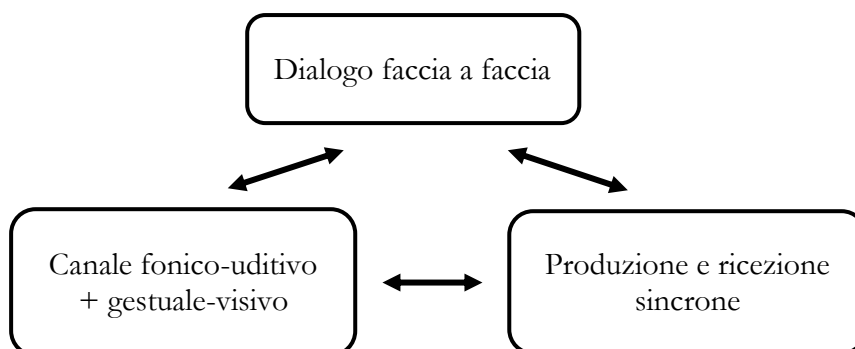 Dialogo faccia a faccia
Canale fonico-uditivo
+ gestuale-visivo
Produzione e ricezione
sincrone